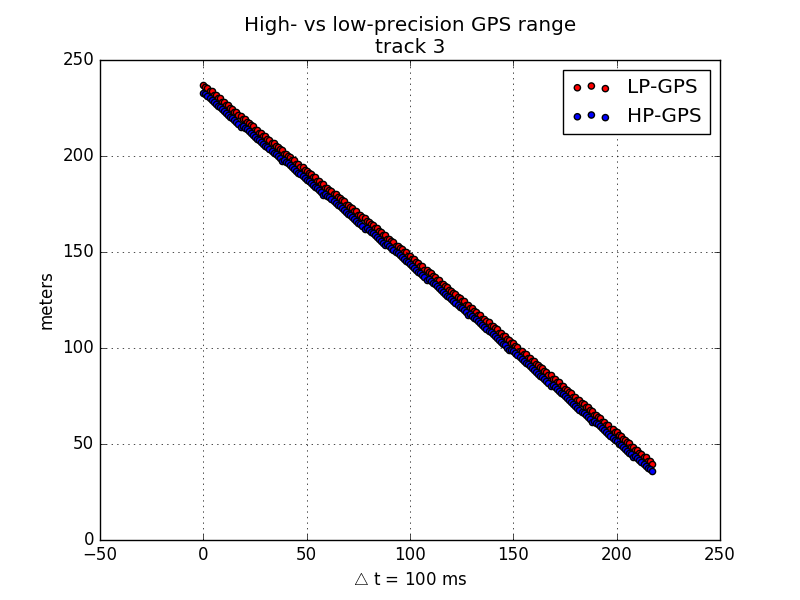 High- vs low-precision GPS range
track 3
250
200
150
100
50
0
meters
LP-GPS
HP-GPS
−50
0
50
100
150
200
250
△ t = 100 ms